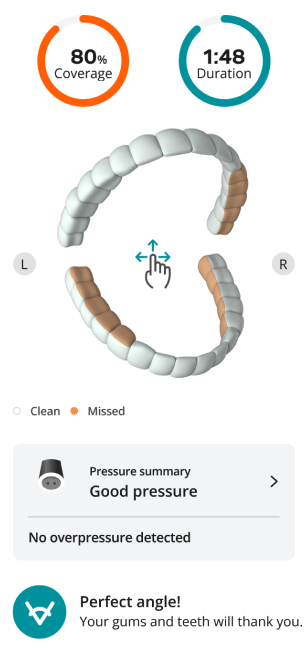 80%
Coverage
1:48
Duration
L
R
Clean
Missed
Pressure summary
Good pressure
No overpressure detected
Perfect angle!
Your gums and teeth will thank you.